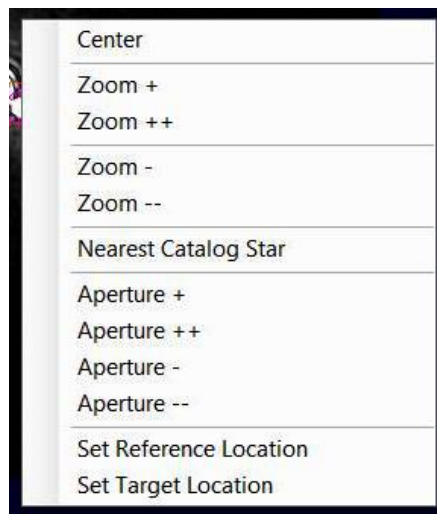 Center
Zoom +
Zoom ++
Zoom -
Zoom --
Nearest Catalog Star
Aperture +
Aperture ++
Aperture -
Aperture --
Set Reference Location
Set Target Location